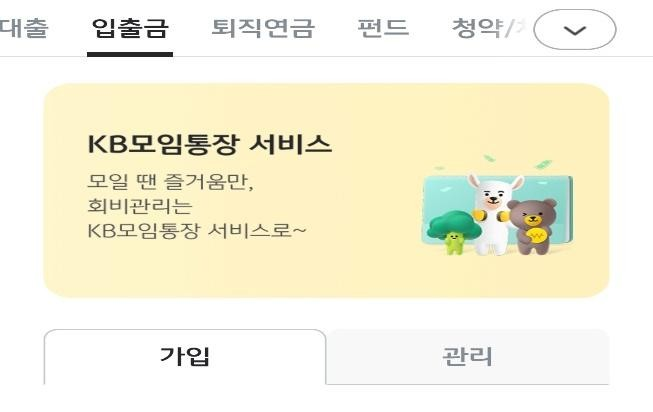 대출 입출금 퇴직연금 펀드 청약/
KB모임통장 서비스
모일 땐 즐거움만,
회비관리는
KB모임통장 서비스로~
가입 관리